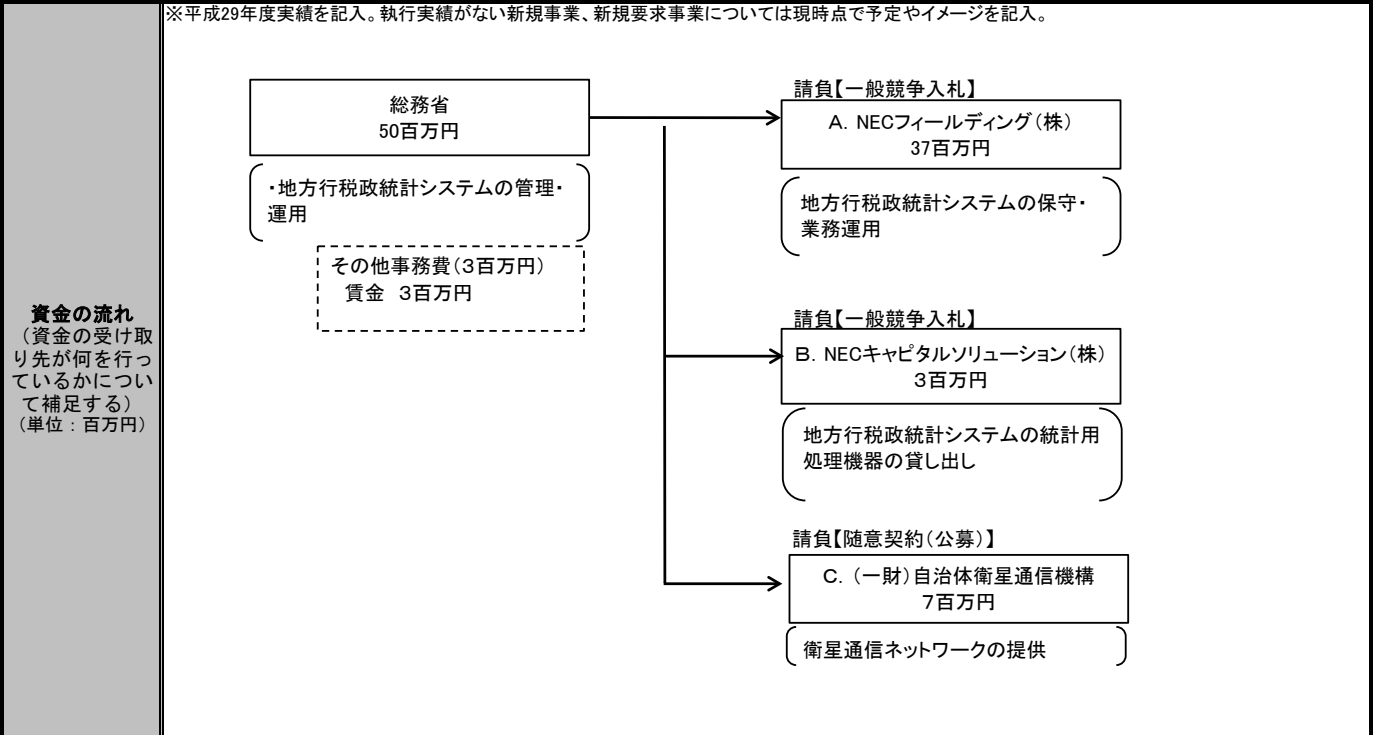 ※平成29年度実績を記入。執行実績がない新規事業、新規要求事業については現時点で予定やイメージを記入。
資金の流れ
(資金の受け取
り先が何を行っ
ているかについ
て補足する)
(単位:百万円)
総務省
50百万円
・地方行税政統計システムの管理・
運用
その他事務費(3百万円)
賃金 3百万円
請負【一般競争入札】
A. NECフィールディング(株)
37百万円
地方行税政統計システムの保守・
業務運用
請負【一般競争入札】
B. NECキャピタルソリューション(株)
3百万円
地方行税政統計システムの統計用
処理機器の貸し出し
請負【随意契約(公募)】
C. (一財)自治体衛星通信機構
7百万円
衛星通信ネットワークの提供